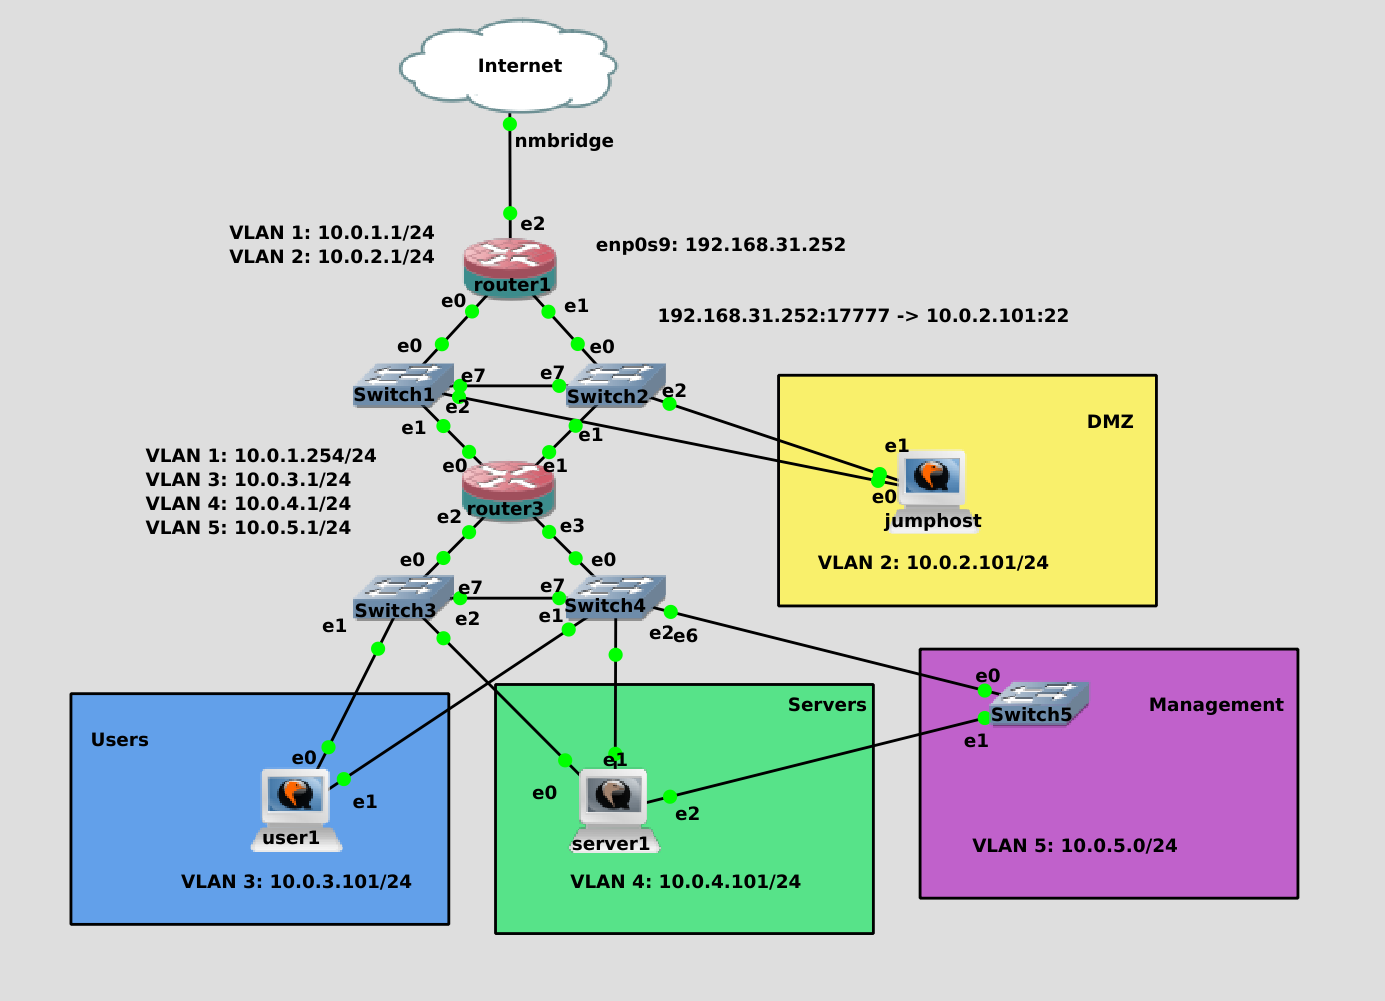 Internet
nmbridge
e2
VLAN 1: 10.0.1.1/24
VLAN 2: 10.0.2.1/24
enp0s9: 192.168.31.252
router1
e0
e1
192.168.31.252:17777 -> 10.0.2.101:22
e0
e0
e7
e7
Switch1
Switch2
e2
e2
e1
e1
DMZ
e1
VLAN 1: 10.0.1.254/24
VLAN 3: 10.0.3.1/24
VLAN 4: 10.0.4.1/24
VLAN 5: 10.0.5.1/24
e0
e1
router3
e0
jumphost
VLAN 2: 10.0.2.101/24
e2
e3
e0
e0
e7
e7
Switch3
Switch4
e1
e2
e1
e2
e6
Users
Servers
e0
Switch5
Management
e1
e0
e1
user1
VLAN 3: 10.0.3.101/24
e1
e0
e2
server1
VLAN 4: 10.0.4.101/24
VLAN 5: 10.0.5.0/24